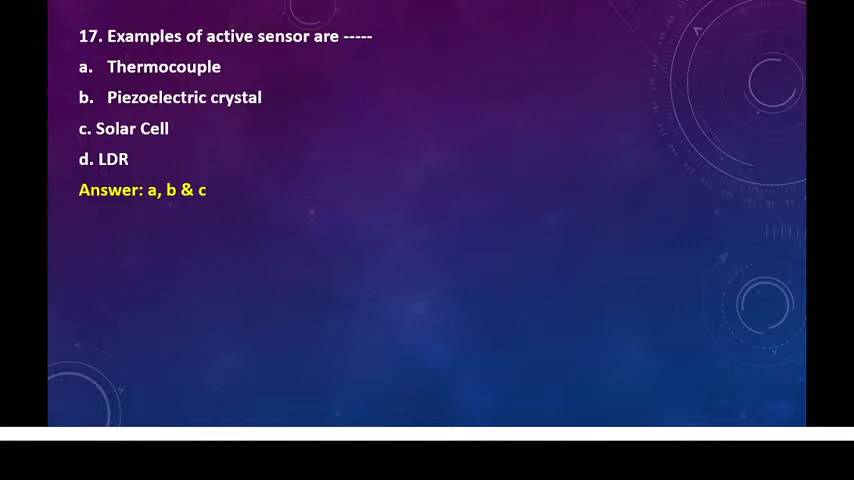 17. Examples of active sensor are -----
a. Thermocouple
b. Piezoelectric crystal
c. Solar Cell
d. LDR
Answer: a, b & c